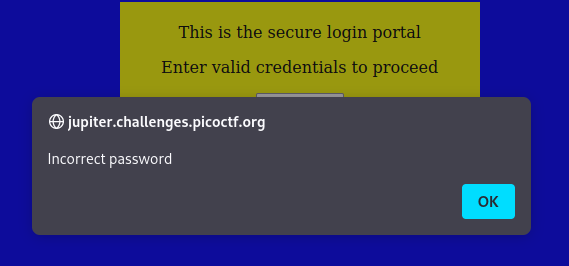 This is the secure login portal
Enter valid credentials to proceed
jupiter.challenges.picoctf.org
Incorrect password
OK